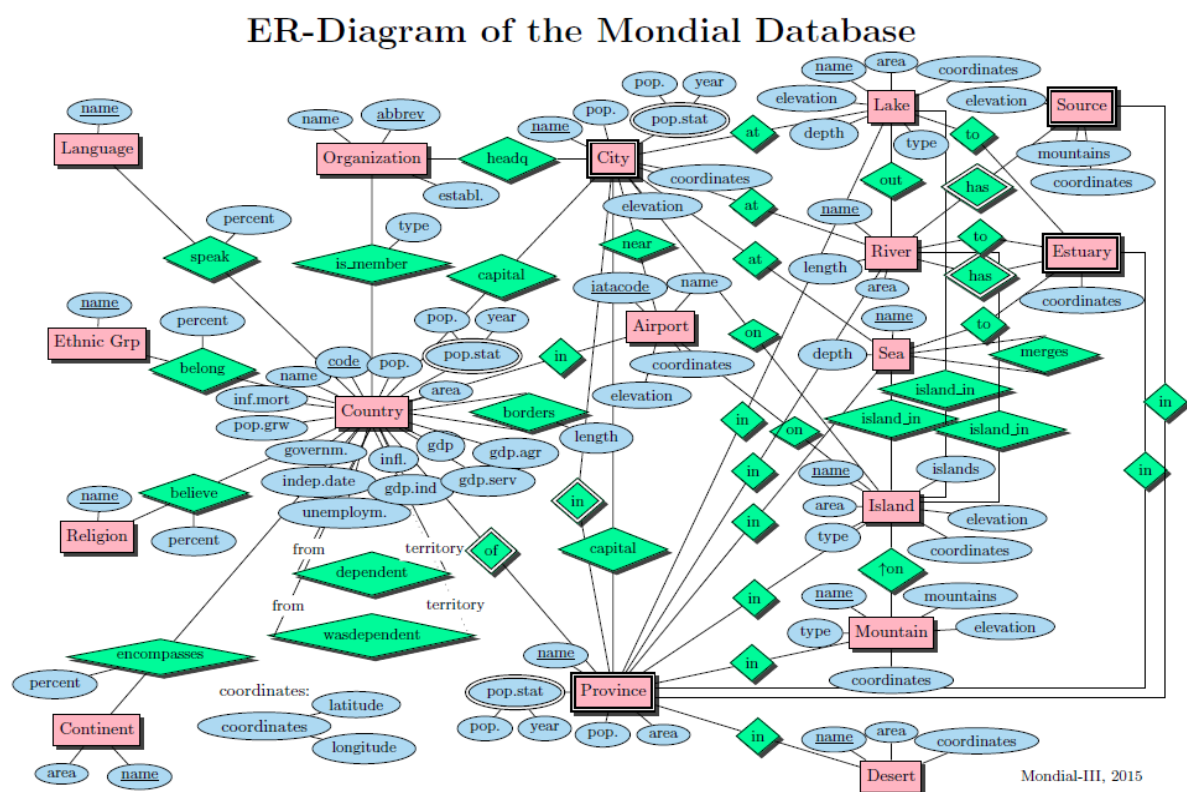 ER-Diagram of the Mondial Database
name
Language
name
abbrev
Organization
establ.
headq
pop.
year
pop.
pop.stat
name
City
coordinates
elevation
name
area
coordinates
elevation
Lake
depth
type
at
to
elevation
Source
mountains
coordinates
out
has
at
name
River
length
area
to
has
Estuary
coordinates
percent
speak
type
is_member
capital
near
at
iatacode
name
Airport
coordinates
elevation
in
on
name
Sea
depth
to
merges
name
Ethnic Grp
percent
belong
pop.
year
pop.stat
code
name
pop.
inf.mort
area
Country
pop.grw
borders
length
governm.
infl.
gdp
gdp.agr
indep.date
gdp.ind
gdp.serv
unemploym.
island_in
island_in
island_in
in
in
on
in
in
in
in
name
Religion
believe
percent
name
islands
area
Island
type
elevation
coordinates
from
territory
of
dependent
capital
↑on
from
territory
wasdependent
in
name
mountains
type
Mountain
elevation
coordinates
in
encompasses
percent
Continent
area
name
coordinates:
latitude
coordinates
longitude
name
pop.stat
Province
pop.
year
pop.
area
in
name
area
coordinates
Desert
Mondial-III, 2015